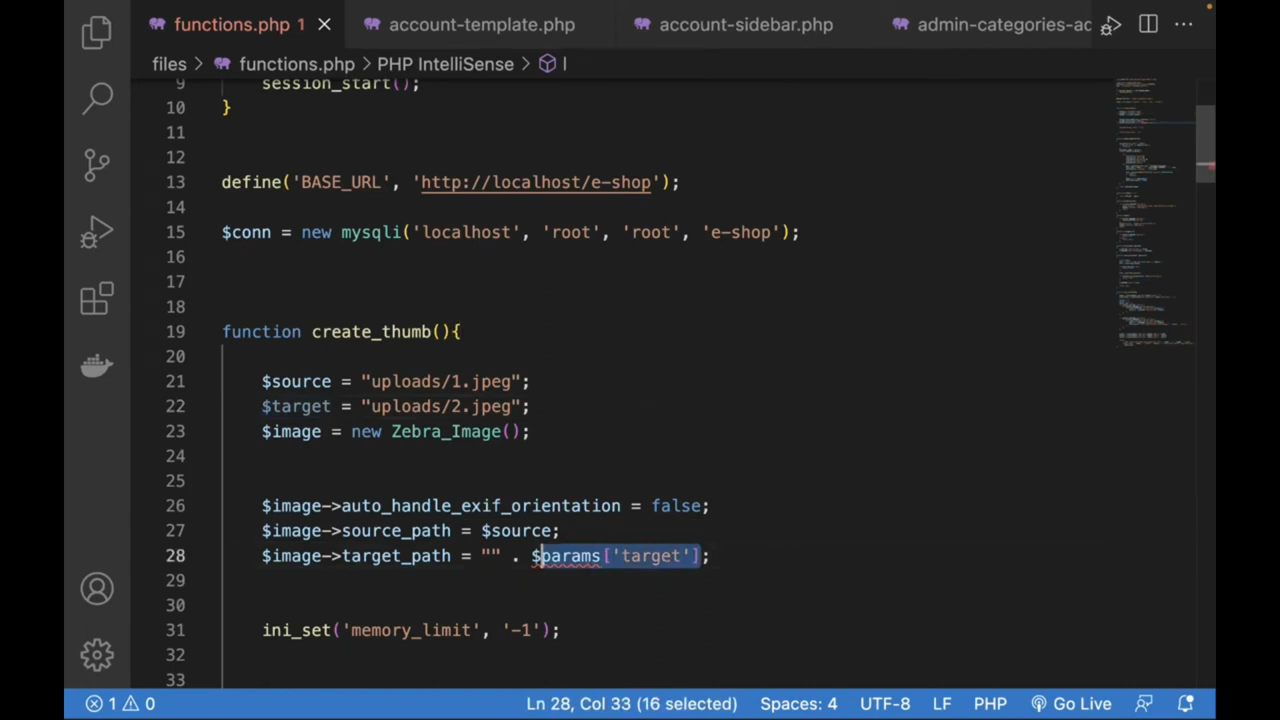 functions.php 1
account-template.php
account-sidebar.php
admin-categories-ac
files > functions.php > PHP IntelliSense > l
9 session_start();
10 }
11
12
13 define('BASE_URL', 'http://localhost/e-shop');
14
15 $conn = new mysqli('localhost', 'root', 'root', 'e-shop');
16
17
18
19 function create_thumb(){
20
21 $source = "uploads/1.jpeg";
22 $target = "uploads/2.jpeg";
23 $image = new Zebra_Image();
24
25
26 $image->auto_handle_exif_orientation = false;
27 $image->source_path = $source;
28 $image->target_path = "" . $params['target'];
29
30
31 ini_set('memory_limit', '-1');
32
33
1 0 Ln 28, Col 33 (16 selected) Spaces: 4 UTF-8 LF PHP Go Live